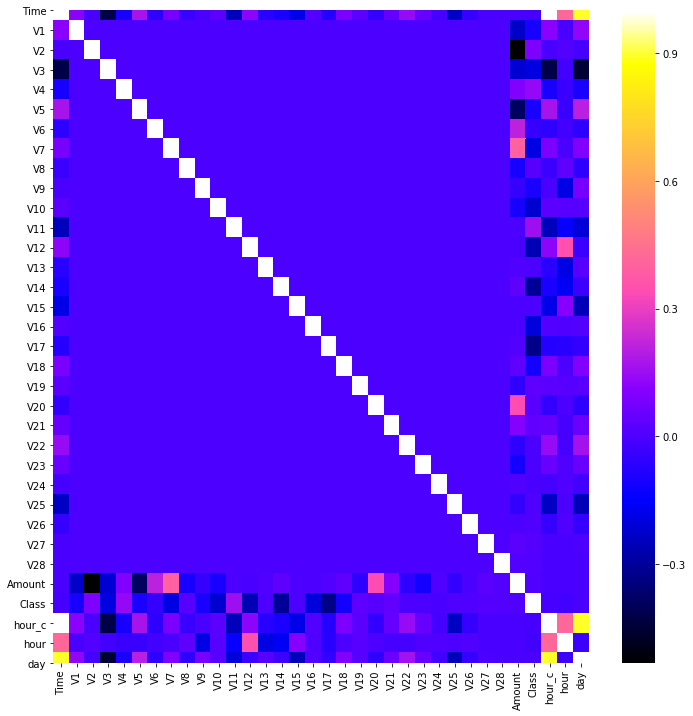 Time
V1
V2
V3
V4
V5
V6
V7
V8
V9
V10
V11
V12
V13
V14
V15
V16
V17
V18
V19
V20
V21
V22
V23
V24
V25
V26
V27
V28
Amount
Class
hour_c
hour
day
Time
V1
V2
V3
V4
V5
V6
V7
V8
V9
V10
V11
V12
V13
V14
V15
V16
V17
V18
V19
V20
V21
V22
V23
V24
V25
V26
V27
V28
Amount
Class
hour_c
hour
day
0.9
0.6
0.3
0.0
−0.3